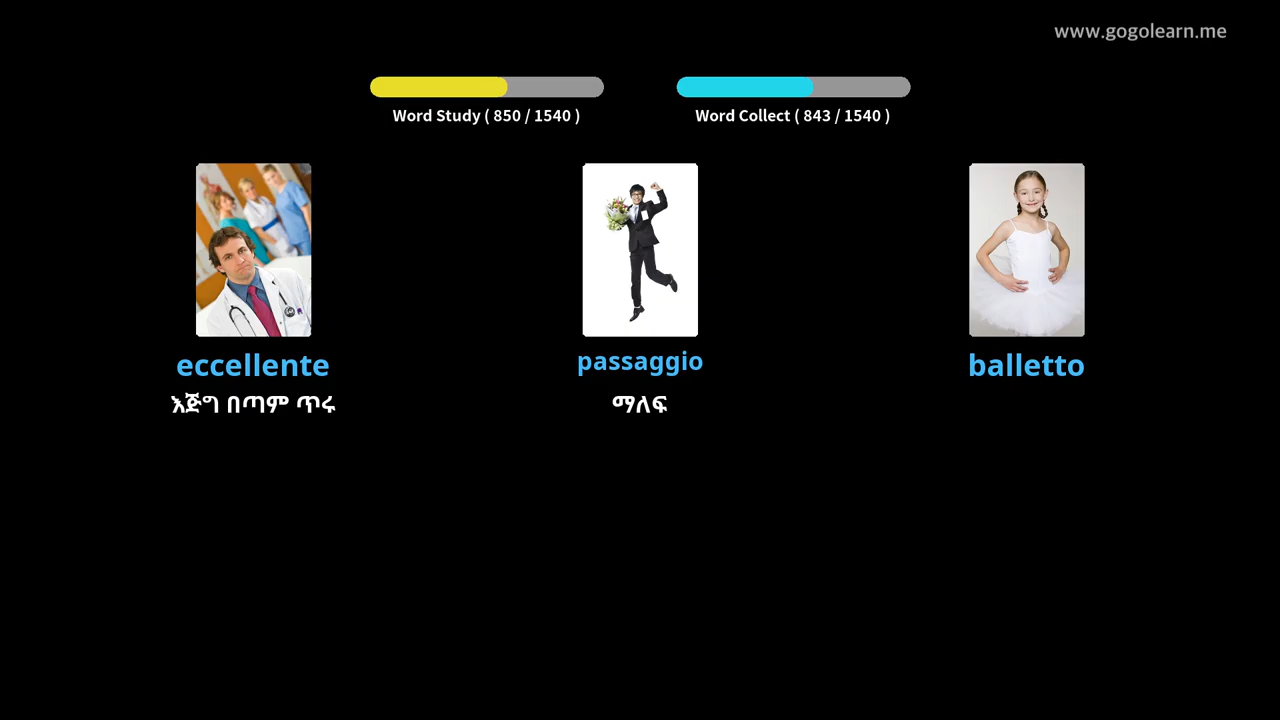 www.gogolearn.me
Word Study ( 850 / 1540 )
Word Collect ( 843 / 1540 )
eccellente
እጅግ በጣም ጥሩ
passaggio
ማለፍ
balletto